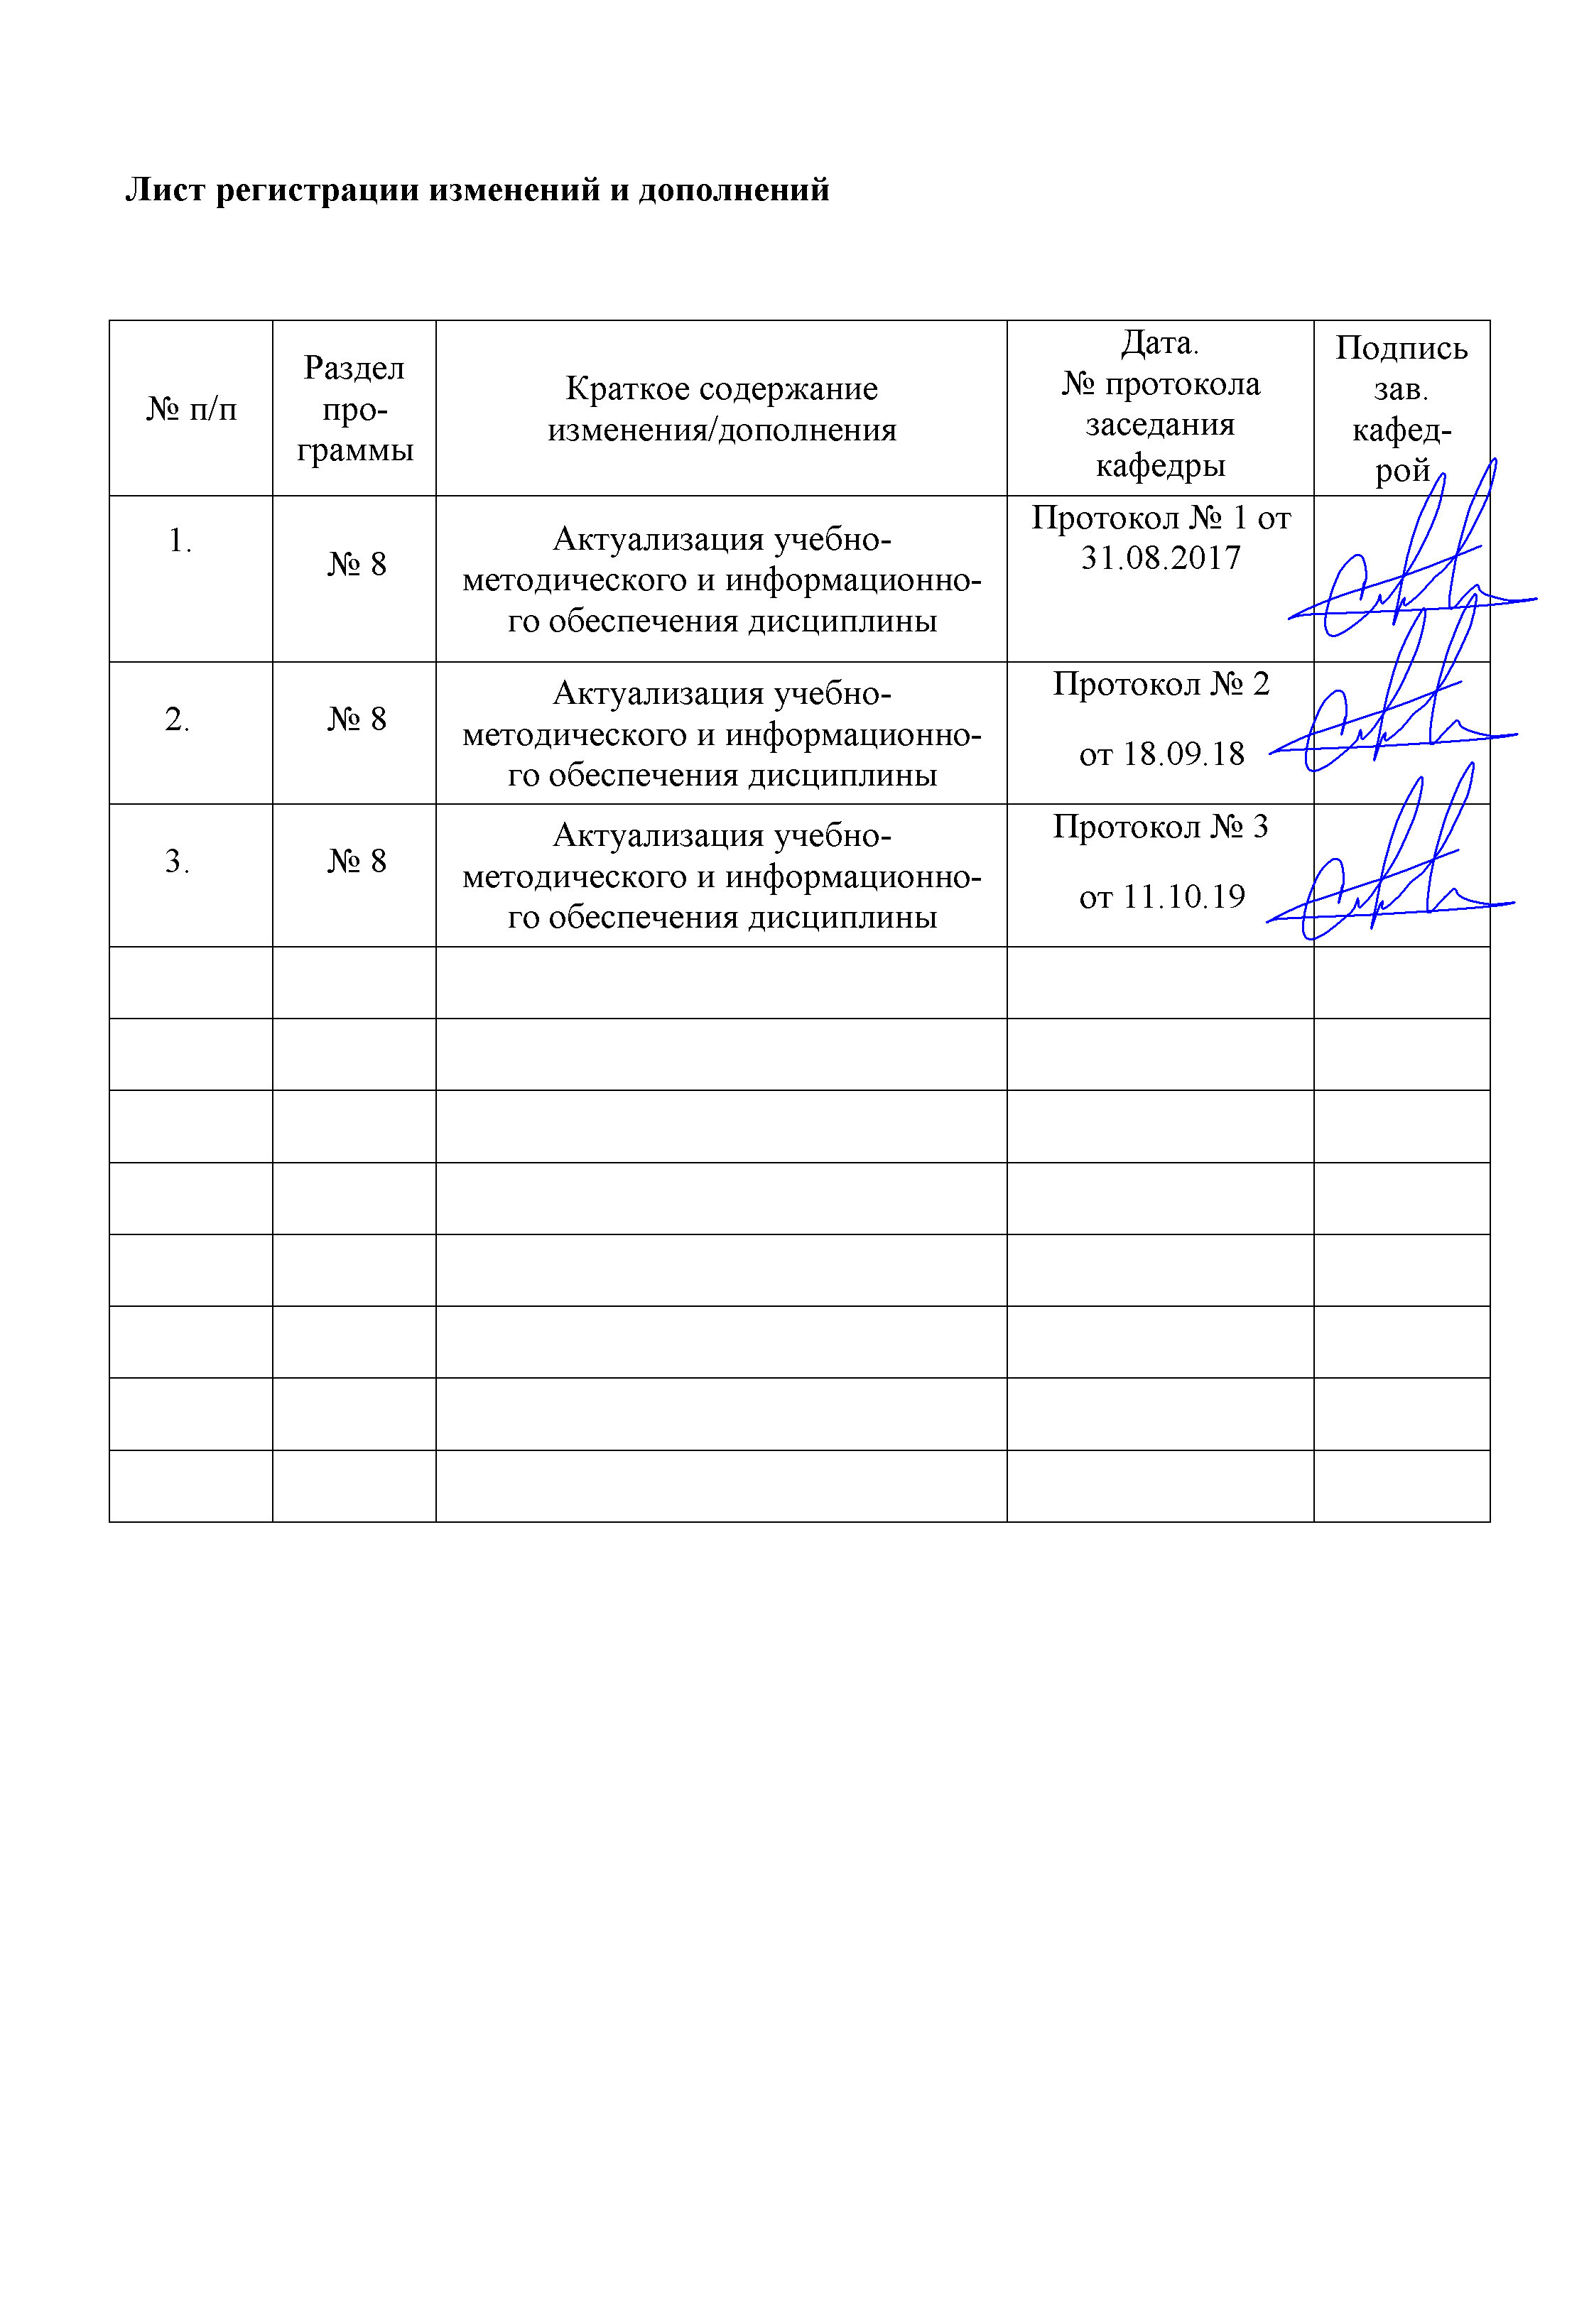 Лист регистрации изменений и дополнений
№ п/п
Раздел
про-
граммы
Краткое содержание
изменения/дополнения
Дата.
№ протокола
заседания
кафедры
Подпись
зав.
кафед-
рой
1.
№ 8
Актуализация учебно-
методического и информационно-
го обеспечения дисциплины
Протокол № 1 от
31.08.2017
2.
№ 8
Актуализация учебно-
методического и информационно-
го обеспечения дисциплины
Протокол № 2
от 18.09.18
3.
№ 8
Актуализация учебно-
методического и информационно-
го обеспечения дисциплины
Протокол № 3
от 11.10.19